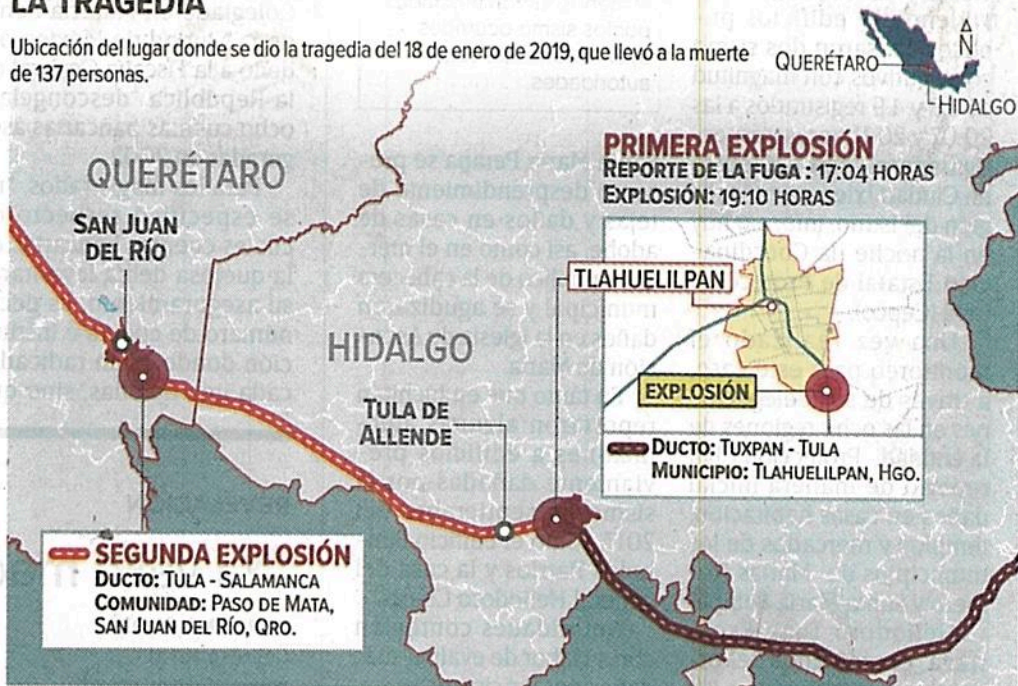 LA TRAGEDIA
Ubicación del lugar donde se dio la tragedia del 18 de enero de 2019, que llevó a la muerte
de 137 personas.
N
QUERÉTARO
HIDALGO
PRIMERA EXPLOSIÓN
REPORTE DE LA FUGA : 17:04 HORAS
EXPLOSIÓN: 19:10 HORAS
TLAHUELILPAN
EXPLOSIÓN
DUCTO: TUXPAN - TULA
MUNICIPIO: TLAHUELILPAN, HGO.
QUERÉTARO
SAN JUAN
DEL RÍO
HIDALGO
TULA DE
ALLENDE
SEGUNDA EXPLOSIÓN
DUCTO: TULA - SALAMANCA
COMUNIDAD: PASO DE MATA,
SAN JUAN DEL RÍO, QRO.